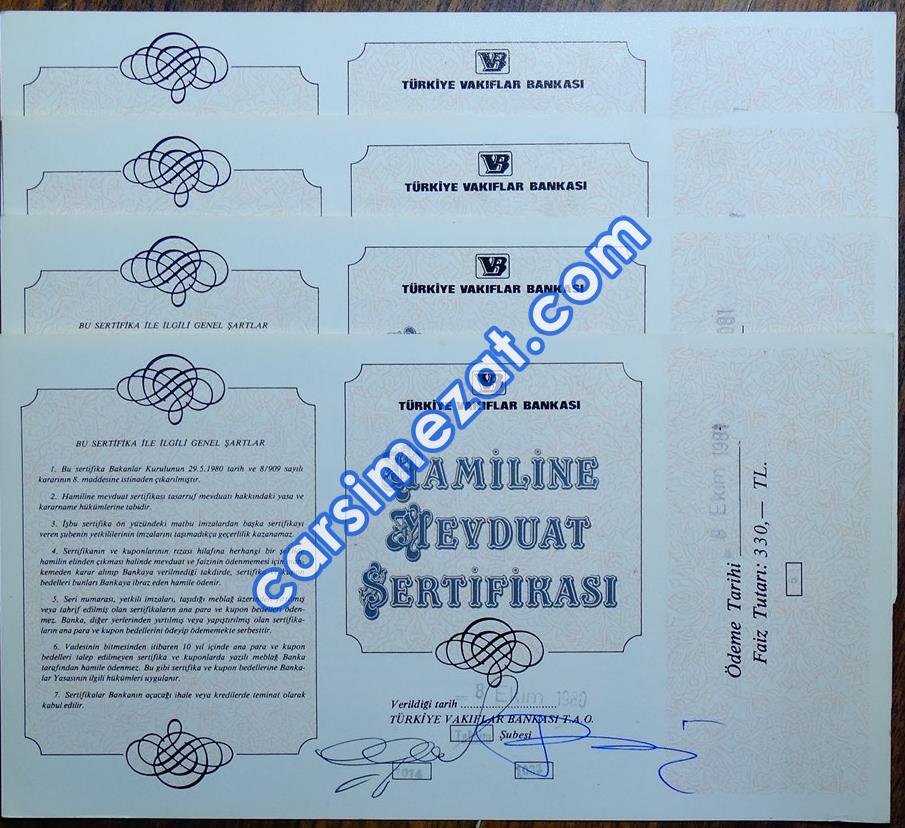 VB
TÜRKİYE VAKIFLAR BANKASI
VB
TÜRKİYE VAKIFLAR BANKASI
BU SERTİFİKA İLE İLGİLİ GENEL ŞARTLAR
VB
TÜRKİYE VAKIFLAR BANKASI
BU SERTİFİKA İLE İLGİLİ GENEL ŞARTLAR
1. Bu sertifika Bakanlar Kurulunun 29.5.1980 tarih ve 8/909 sayılı
kararının 8. maddesine istinaden çıkarılmıştır.
2. Hamiline mevduat sertifikası tasarruf mevduatı hakkındaki yasa ve
kararname hükümlerine tabidir.
3. İşbu sertifika ön yüzündeki matbu imzalardan başka sertifikayı
veren şubenin yetkililerinin imzalarını taşımadıkça geçerlilik kazanamaz.
4. Sertifikanın ve kuponlarının rızası hilafına herhangi bir
hamilin elinden çıkması halinde mevduat ve faizinin ödenmemesi için
kemeden karar alınıp Bankaya verilmediği takdirde,
bedelleri bunları Bankaya ibraz eden hamile ödenir.
5. Seri numarası, yetkili imzaları, taşıdığı meblağ
veya tahrif edilmiş olan sertifikaların ana para ve kupon bedelleri öden-
mez. Banka, diğer yerlerinden yırtılmış veya yapıştırılmış olan sertifika-
ların ana para ve kupon bedellerini ödeyip ödememekte serbesttir.
6. Vadesinin bitmesinden itibaren 10 yıl içinde ana para ve kupon
bedelleri talep edilmeyen sertifika ve kuponlarda yazılı meblağ Banka
tarafından hamile ödenmez. Bu gibi sertifika ve kupon bedellerine Banka-
lar Yasasının ilgili hükümleri uygulanır.
7. Sertifikalar Bankanın açacağı ihale veya kredilerde teminat olarak
kabul edilir.
TÜRKİYE VAKIFLAR BANKASI
HAMİLİNE
MEVDUAT
SERTİFİKASI
Verildiği tarih – 8 Ekim 1980
TÜRKİYE VAKIFLAR BANKASI T.A.O.
Şubesi
Ödeme Tarihi 8 Ekim 1981
Faiz Tutarı: 330,— TL.
carsimezat.com